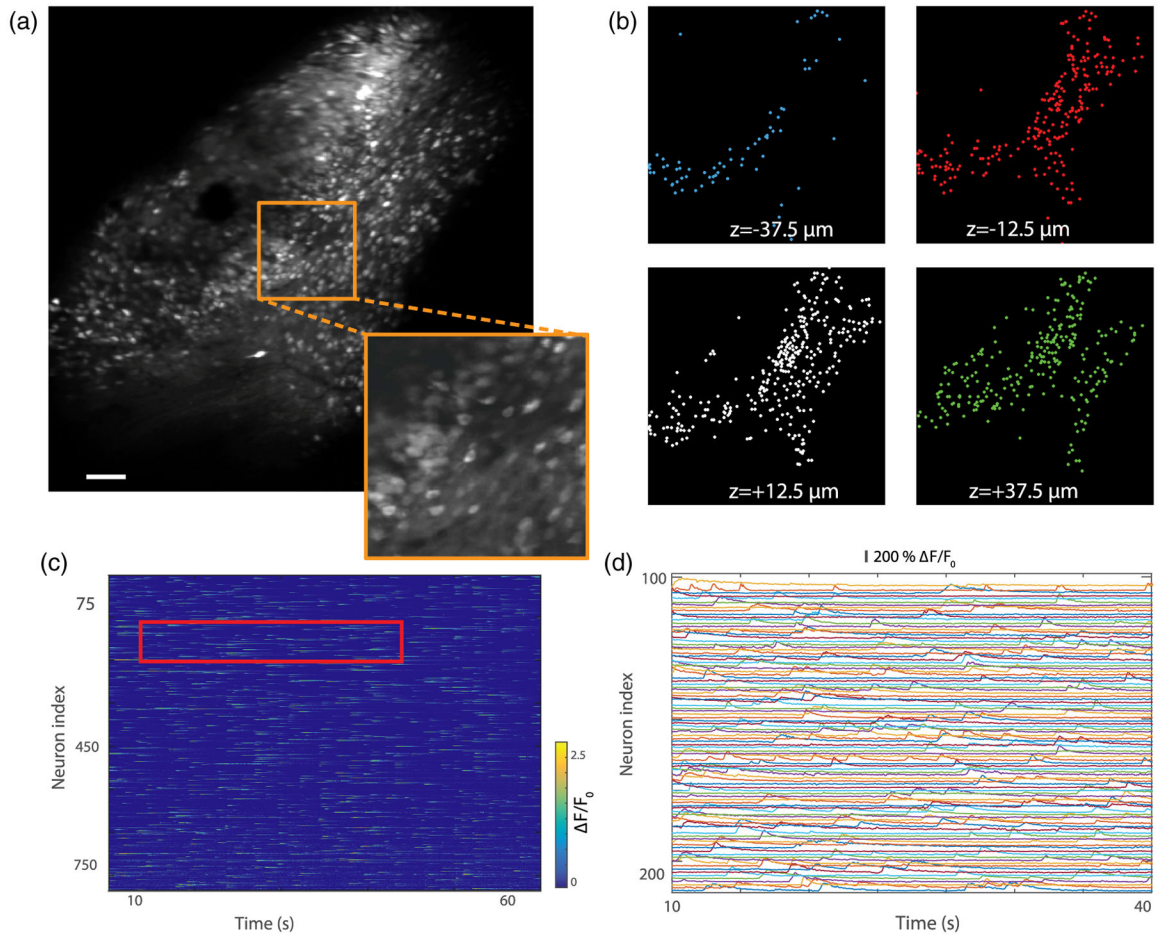 (a)
(b)
z=-37.5 μm
z=-12.5 μm
z=+12.5 μm
z=+37.5 μm
(c)
75
450
750
Neuron index
10
60
Time (s)
2.5
0
ΔF/F₀
(d)
200 % ΔF/F₀
100
200
Neuron index
10
40
Time (s)